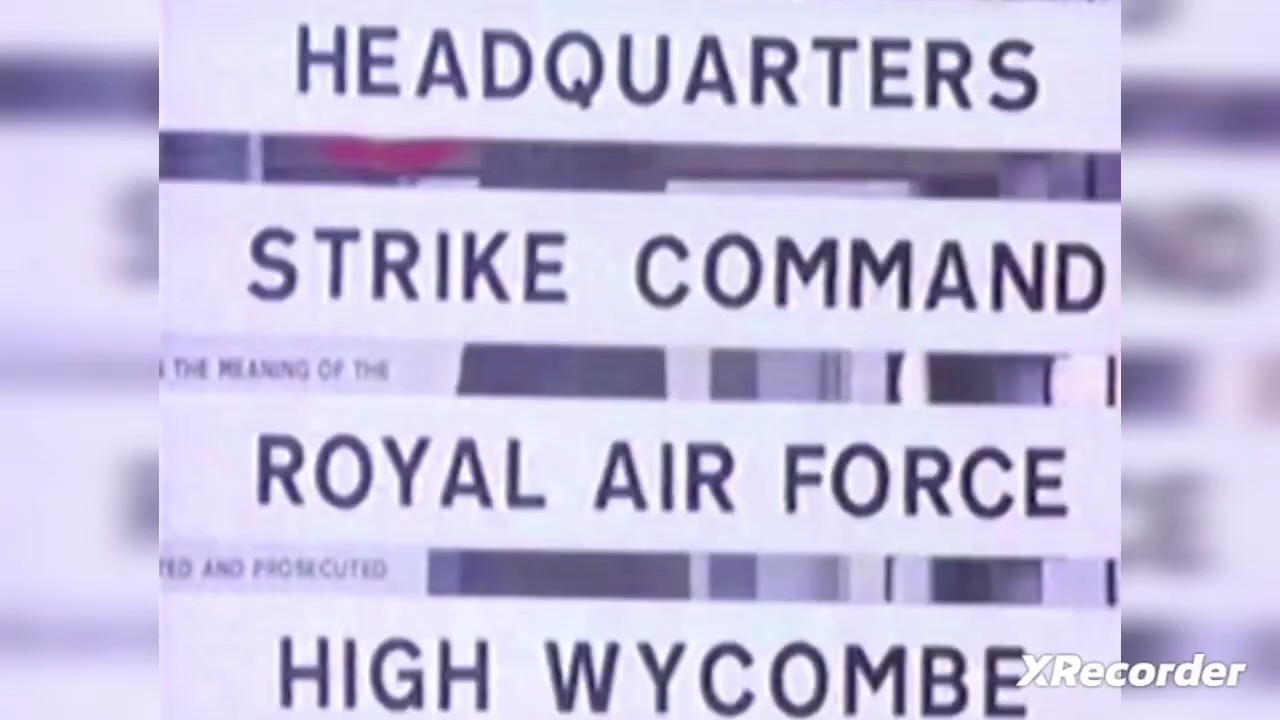 HEADQUARTERS
STRIKE COMMAND
THE MEANING OF THE
ROYAL AIR FORCE
AND PROSECUTED
HIGH WYCOMBE
XRecorder